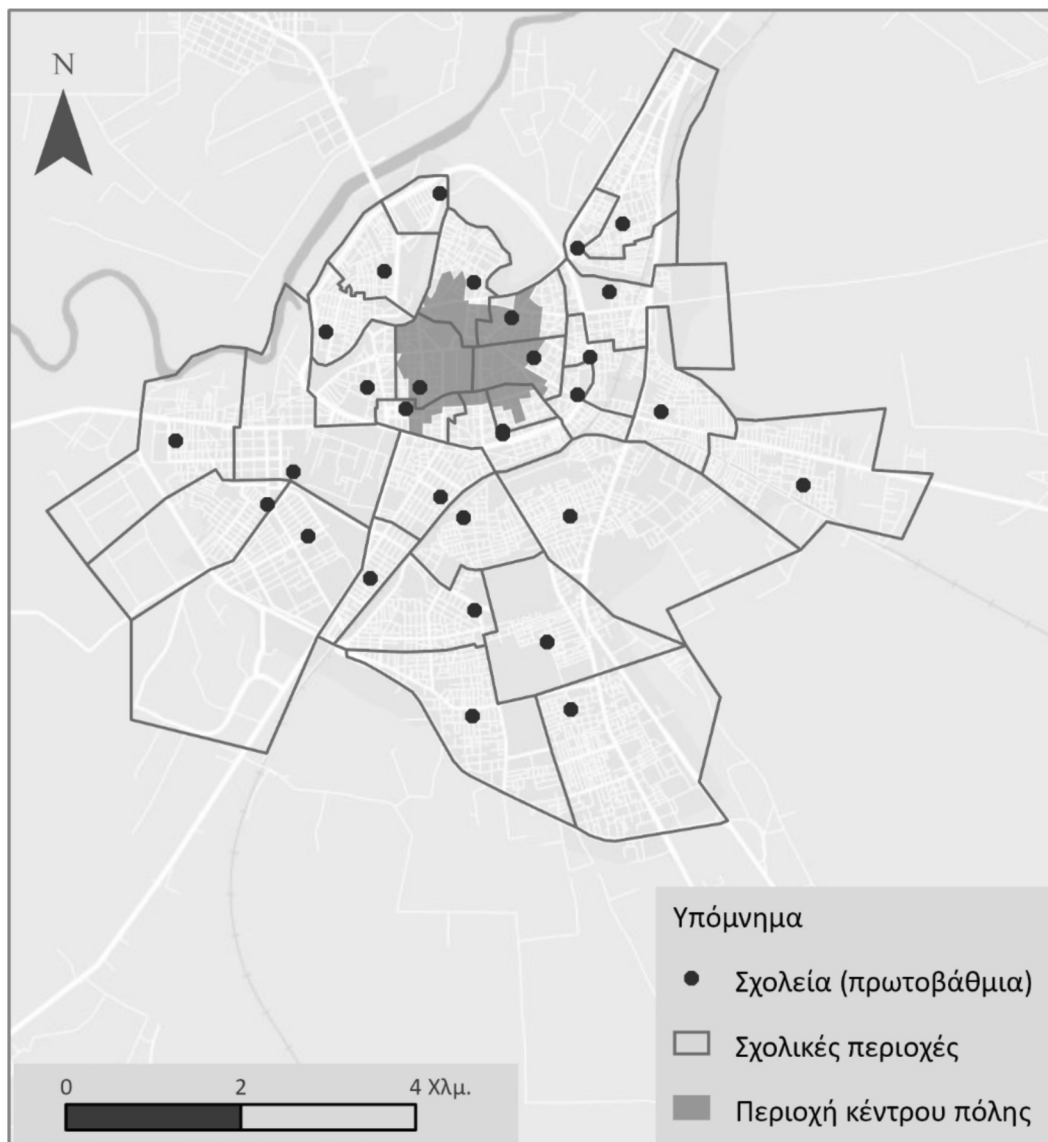 N
Υπόμνημα
Σχολεία (πρωτοβάθμια)
Σχολικές περιοχές
Περιοχή κέντρου πόλης
0 2 4 Χλμ.